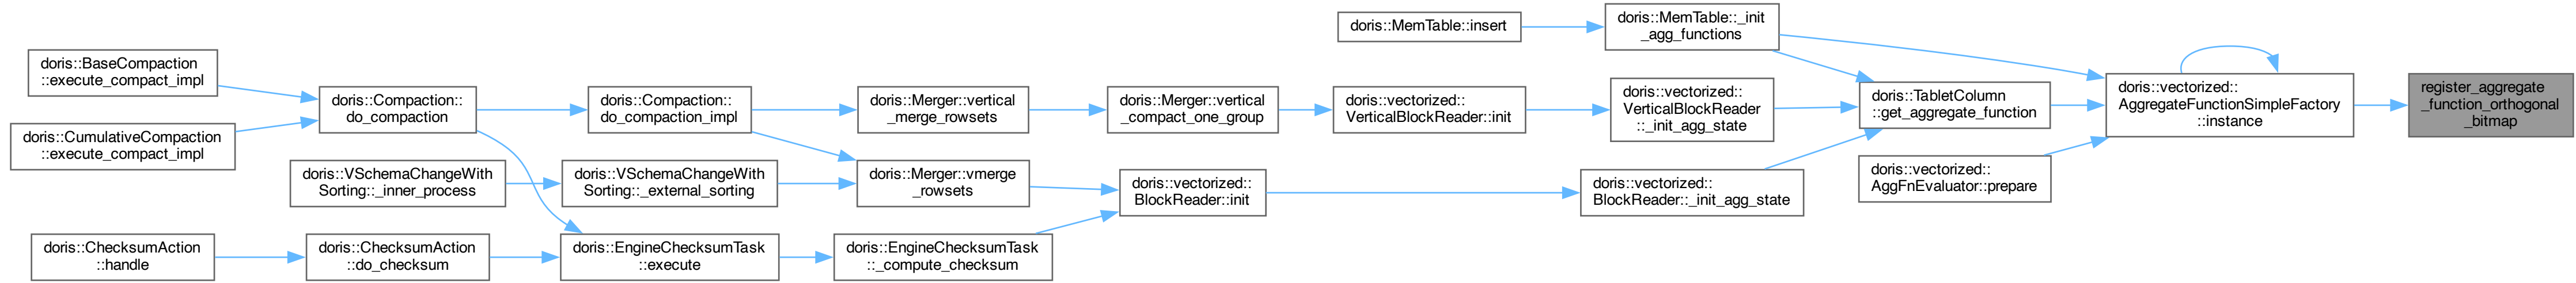 doris::BaseCompaction
::execute_compact_impl
doris::CumulativeCompaction
::execute_compact_impl
doris::Compaction::
do_compaction
doris::VSchemaChangeWith
Sorting::_inner_process
doris::ChecksumAction
::handle
doris::ChecksumAction
::do_checksum
doris::Compaction::
do_compaction_impl
doris::VSchemaChangeWith
Sorting::_external_sorting
doris::EngineChecksumTask
::execute
doris::Merger::vertical
_merge_rowsets
doris::Merger::vmerge
_rowsets
doris::EngineChecksumTask
::_compute_checksum
doris::Merger::vertical
_compact_one_group
doris::vectorized::
BlockReader::init
doris::MemTable::insert
doris::vectorized::
VerticalBlockReader::init
doris::MemTable::_init
_agg_functions
doris::vectorized::
VerticalBlockReader
::_init_agg_state
doris::vectorized::
BlockReader::_init_agg_state
doris::TabletColumn
::get_aggregate_function
doris::vectorized::
AggFnEvaluator::prepare
doris::vectorized::
AggregateFunctionSimpleFactory
::instance
register_aggregate
_function_orthogonal
_bitmap